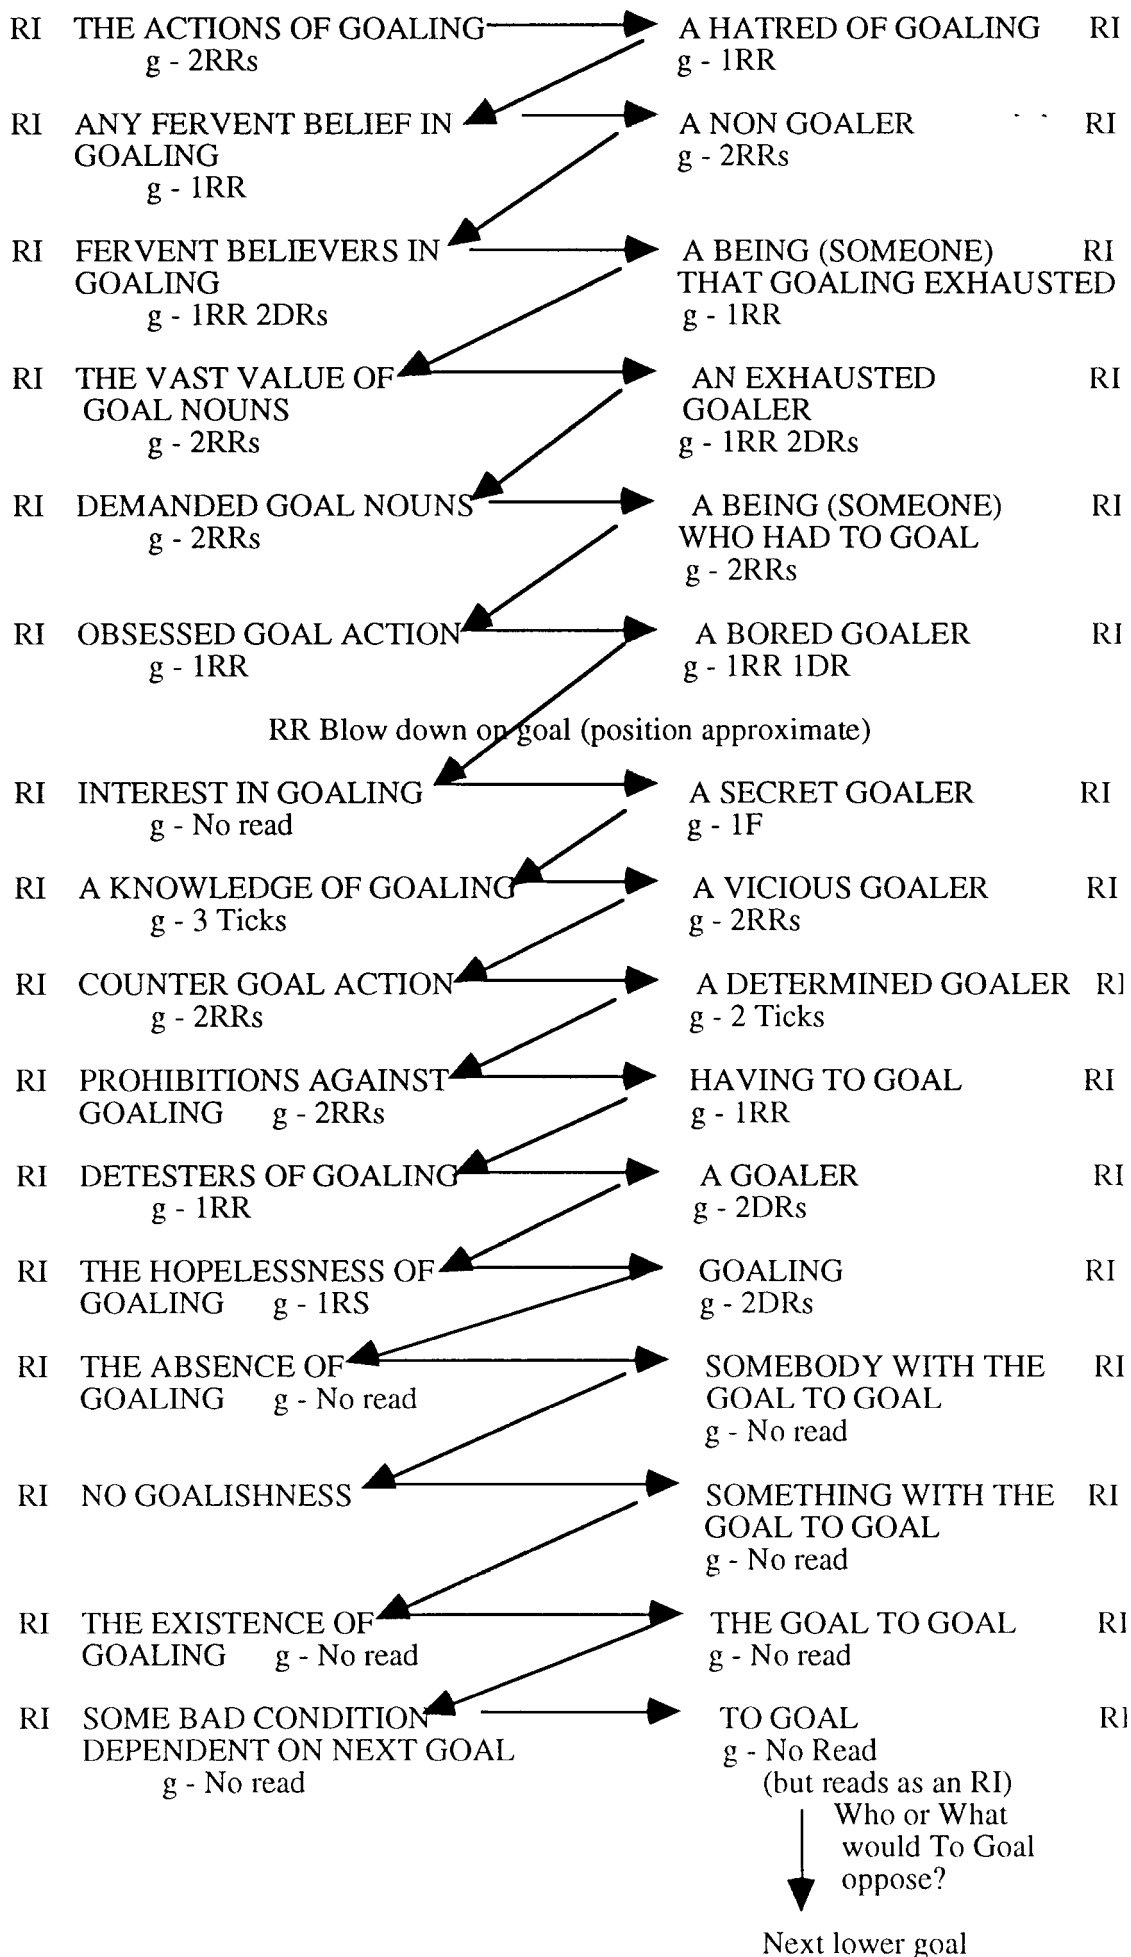 RI THE ACTIONS OF GOALING A HATRED OF GOALING RI
g - 2RRs g - 1RR
RI ANY FERVENT BELIEF IN A NON GOALER RI
GOALING g - 2RRs
g - 1RR
RI FERVENT BELIEVERS IN A BEING (SOMEONE) RI
GOALING THAT GOALING EXHAUSTED
g - 1RR 2DRs g - 1RR
RI THE VAST VALUE OF AN EXHAUSTED RI
GOAL NOUNS GOALER
g - 2RRs g - 1RR 2DRs
RI DEMANDED GOAL NOUNS A BEING (SOMEONE) RI
g - 2RRs WHO HAD TO GOAL
g - 2RRs
RI OBSESSED GOAL ACTION A BORED GOALER RI
g - 1RR g - 1RR 1DR
RR Blow down on goal (position approximate)
RI INTEREST IN GOALING A SECRET GOALER RI
g - No read g - 1F
RI A KNOWLEDGE OF GOALING A VICIOUS GOALER RI
g - 3 Ticks g - 2RRs
RI COUNTER GOAL ACTION A DETERMINED GOALER RI
g - 2RRs g - 2 Ticks
RI PROHIBITIONS AGAINST HAVING TO GOAL RI
GOALING g - 2RRs g - 1RR
RI DETESTERS OF GOALING A GOALER RI
g - 1RR g - 2DRs
RI THE HOPELESSNESS OF GOALING RI
GOALING g - 1RS g - 2DRs
RI THE ABSENCE OF SOMEBODY WITH THE RI
GOALING g - No read GOAL TO GOAL
g - No read
RI NO GOALISHNESS SOMETHING WITH THE RI
GOAL TO GOAL
g - No read
RI THE EXISTENCE OF THE GOAL TO GOAL RI
GOALING g - No read g - No read
RI SOME BAD CONDITION TO GOAL RI
DEPENDENT ON NEXT GOAL g - No Read
g - No read (but reads as an RI)
Who or What
would To Goal
oppose?
Next lower goal